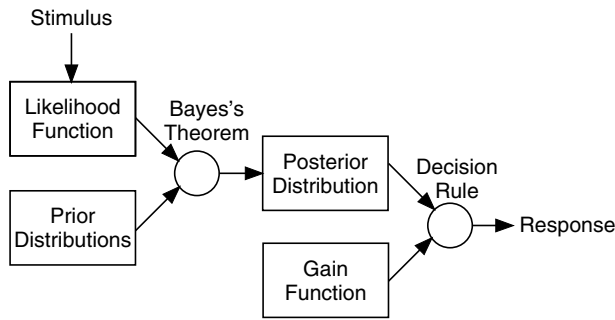 Stimulus
Likelihood
Function
Bayes's
Theorem
Prior
Distributions
Posterior
Distribution
Decision
Rule
Gain
Function
Response